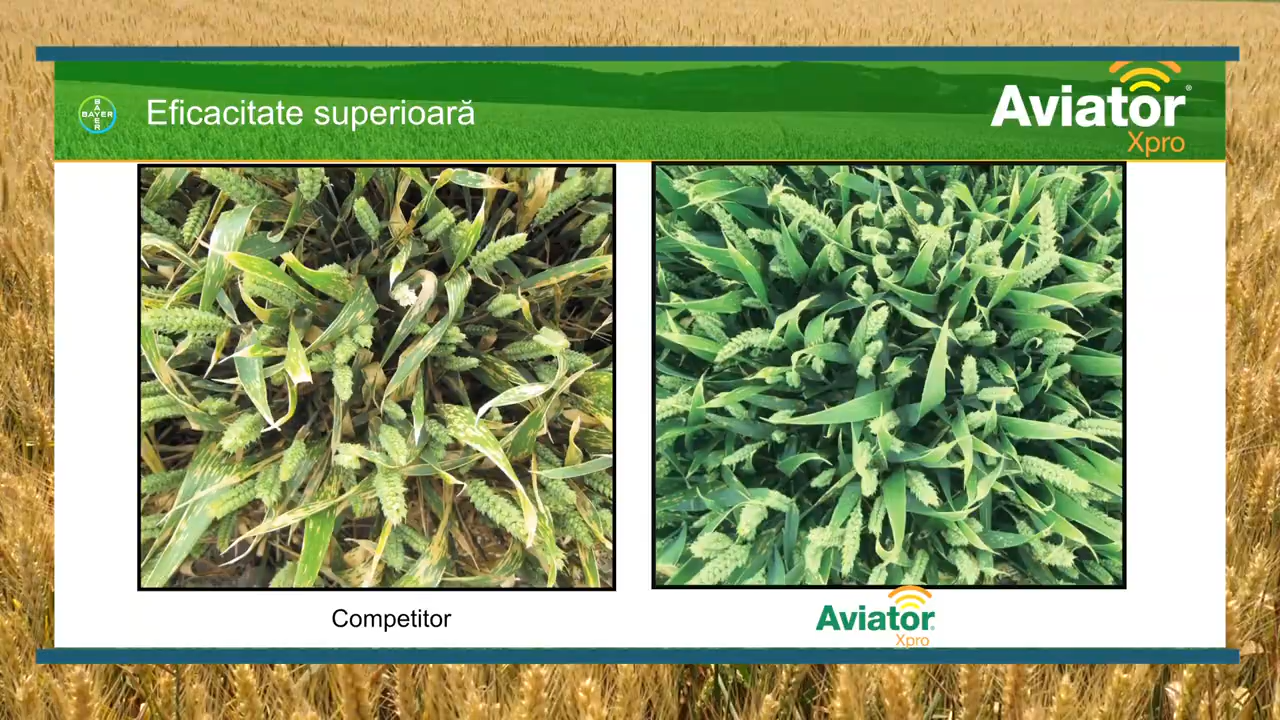 BAYER
Eficacitate superioară
Aviator®
Xpro
Competitor
Aviator
Xpro